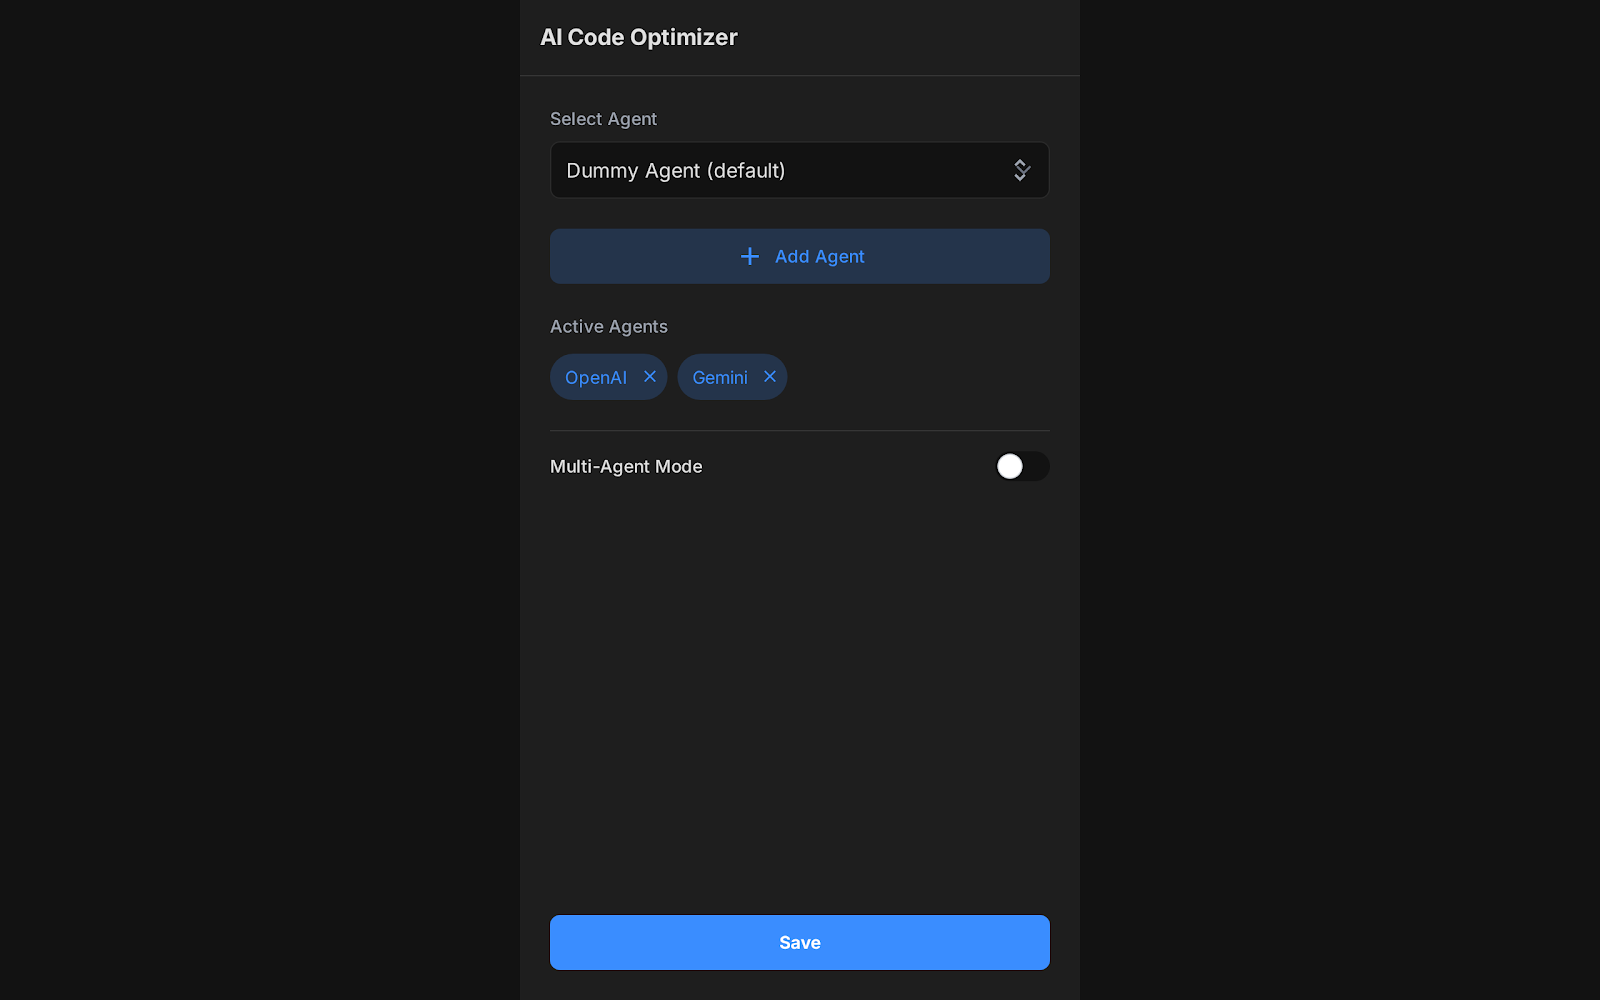 AI Code Optimizer
Select Agent
Dummy Agent (default)
Add Agent
Active Agents
OpenAI
Gemini
Multi-Agent Mode
Save